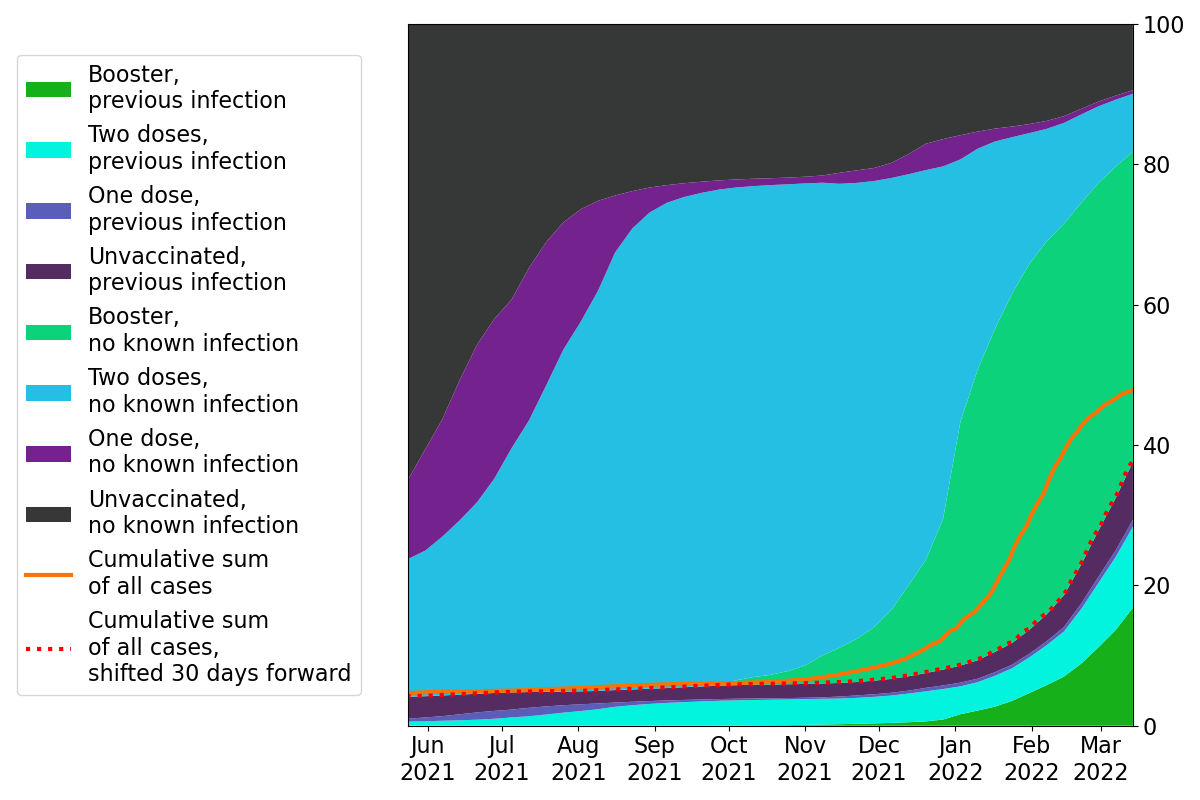 Booster,
previous infection
Two doses,
previous infection
One dose,
previous infection
Unvaccinated,
previous infection
Booster,
no known infection
Two doses,
no known infection
One dose,
no known infection
Unvaccinated,
no known infection
Cumulative sum
of all cases
Cumulative sum
of all cases,
shifted 30 days forward
100
80
60
40
20
0
Jun Jul Aug Sep Oct Nov Dec Jan Feb Mar
2021 2021 2021 2021 2021 2021 2021 2022 2022 2022